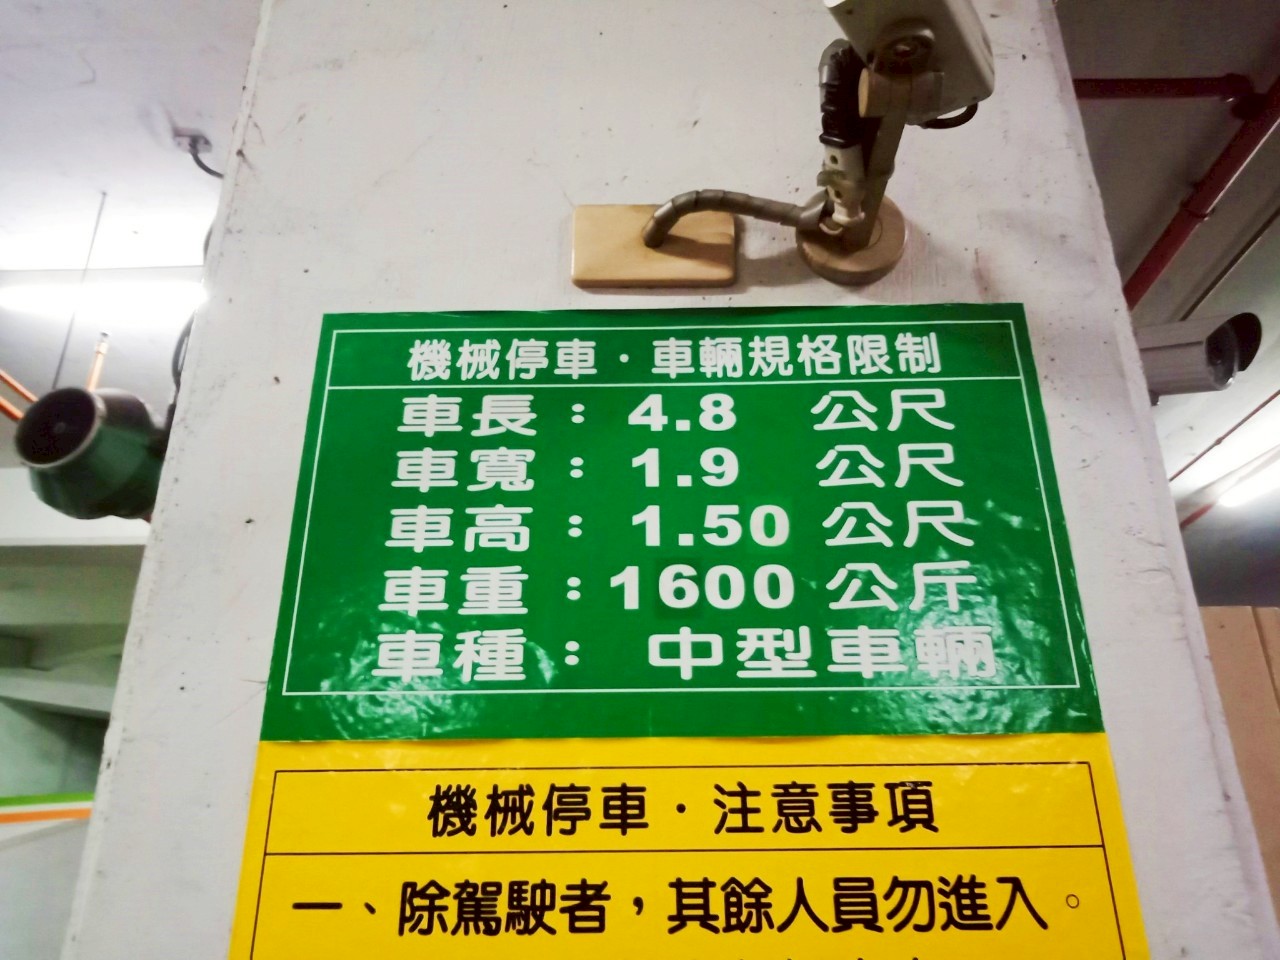 機械停車・車輛規格限制
車長： 4.8 公尺
車寬： 1.9 公尺
車高： 1.50 公尺
車重：1600 公斤
車種： 中型車輛
機械停車・注意事項
一、除駕駛者，其餘人員勿進入。